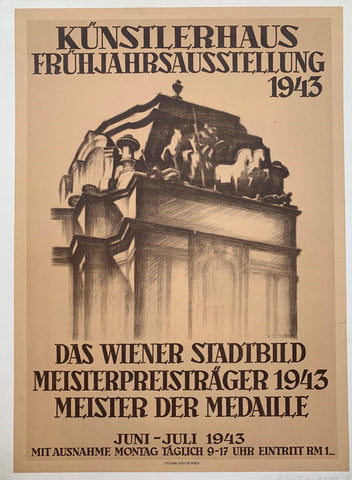 KÜNSTLERHAUS
FRÜHJAHRSAUSSTELLUNG
1943
DAS WIENER STADTBILD
MEISTERPREISTRÄGER 1943
MEISTER DER MEDAILLE
JUNI-JULI 1943
MIT AUSNAHME MONTAG TÄGLICH 9-17 UHR EINTRITT RM 1.–